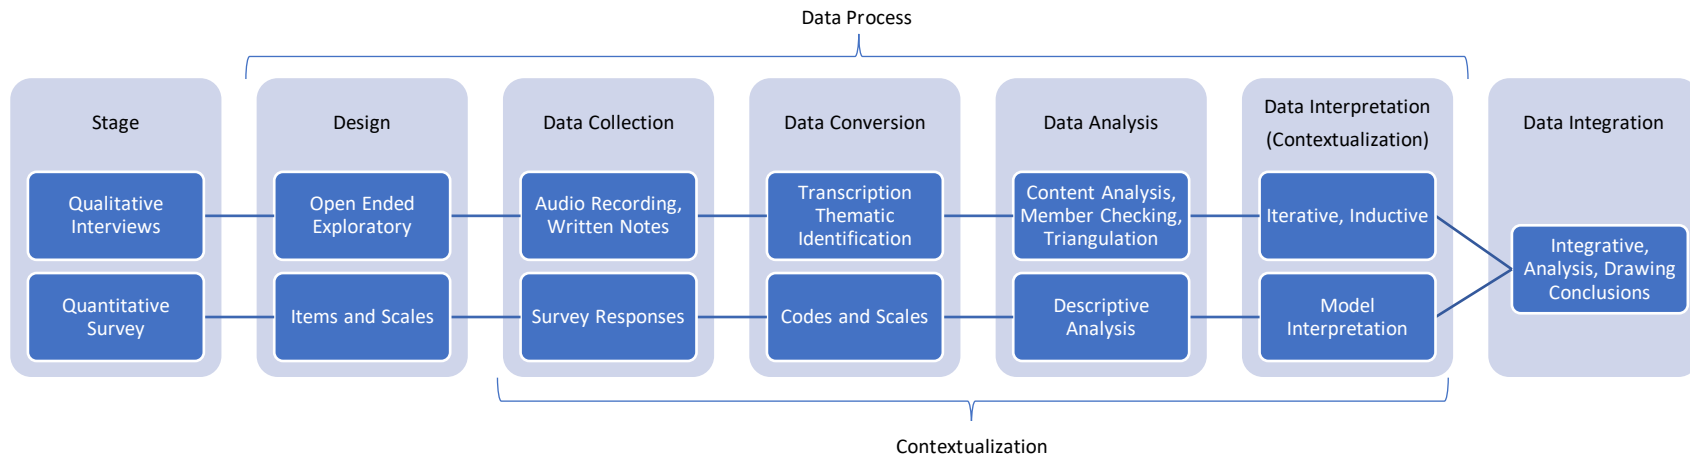 Data Process
Stage
Design
Data Collection
Data Conversion
Data Analysis
Data Interpretation
(Contextualization)
Data Integration
Qualitative
Interviews
Open Ended
Exploratory
Audio Recording,
Written Notes
Transcription
Thematic
Identification
Content Analysis,
Member Checking,
Triangulation
Iterative, Inductive
Quantitative
Survey
Items and Scales
Survey Responses
Codes and Scales
Descriptive
Analysis
Model
Interpretation
Integrative,
Analysis, Drawing
Conclusions
Contextualization